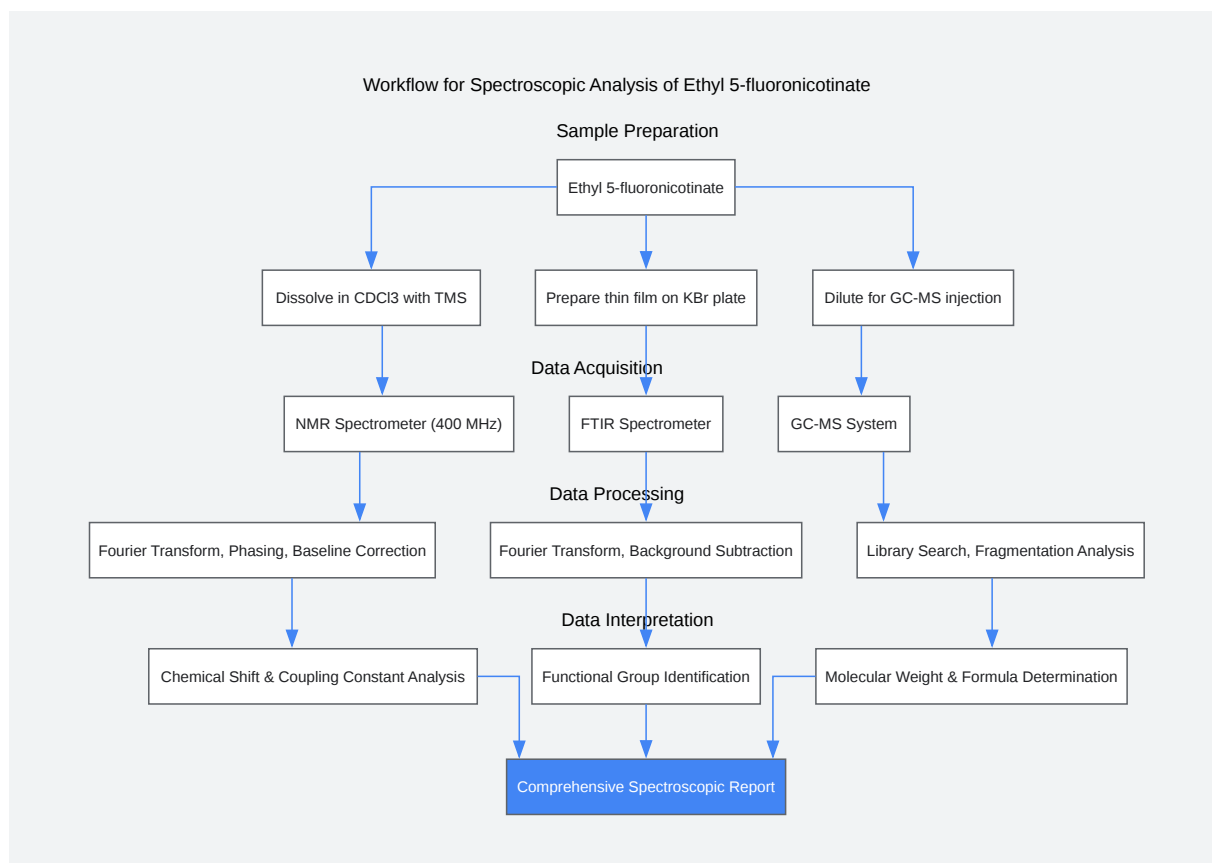 Workflow for Spectroscopic Analysis of Ethyl 5-fluoronicotinate
Sample Preparation
Ethyl 5-fluoronicotinate
Dissolve in CDCl3 with TMS
Prepare thin film on KBr plate
Dilute for GC-MS injection
Data Acquisition
NMR Spectrometer (400 MHz)
FTIR Spectrometer
GC-MS System
Data Processing
Fourier Transform, Phasing, Baseline Correction
Fourier Transform, Background Subtraction
Library Search, Fragmentation Analysis
Data Interpretation
Chemical Shift & Coupling Constant Analysis
Functional Group Identification
Molecular Weight & Formula Determination
Comprehensive Spectroscopic Report